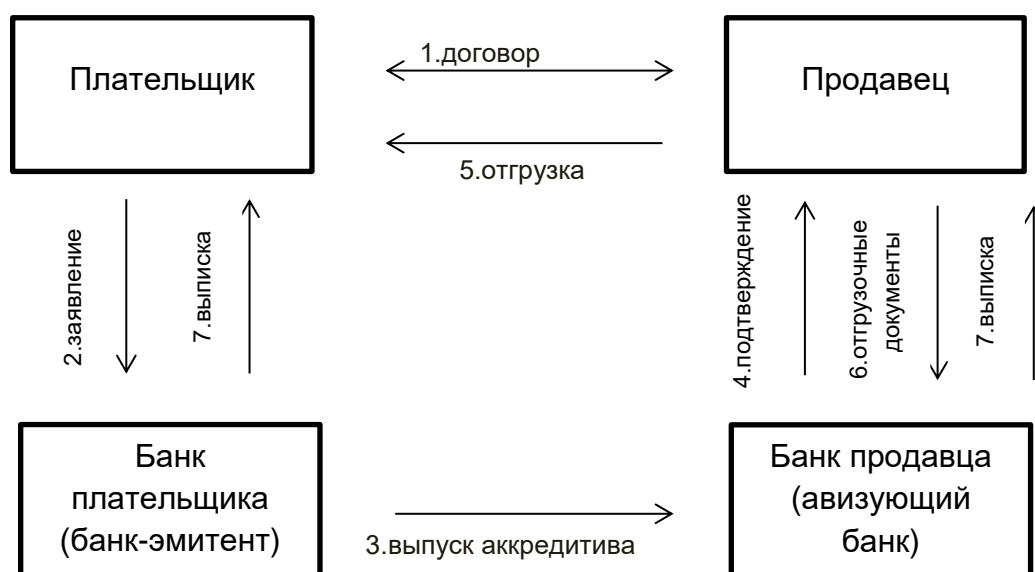 Плательщик
1.договор
Продавец
5.отгрузка
2.заявление
7.выписка
4.подтверждение
6.отгрузочные
документы
7.выписка
Банк
плательщика
(банк-эмитент)
3.выпуск аккредитива
Банк продавца
(авизующий
банк)